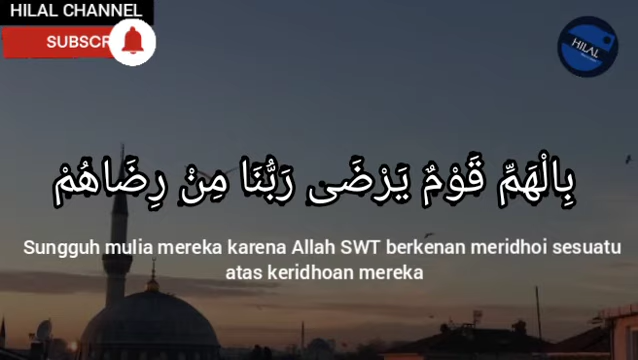 HILAL CHANNEL
SUBSCR
HILAL
بِالْهَمِّ قَوْمٌ يَرْضَى رَبُّنَا مِنْ رِضَاهُمْ
Sungguh mulia mereka karena Allah SWT berkenan meridhoi sesuatu
atas keridhoan mereka